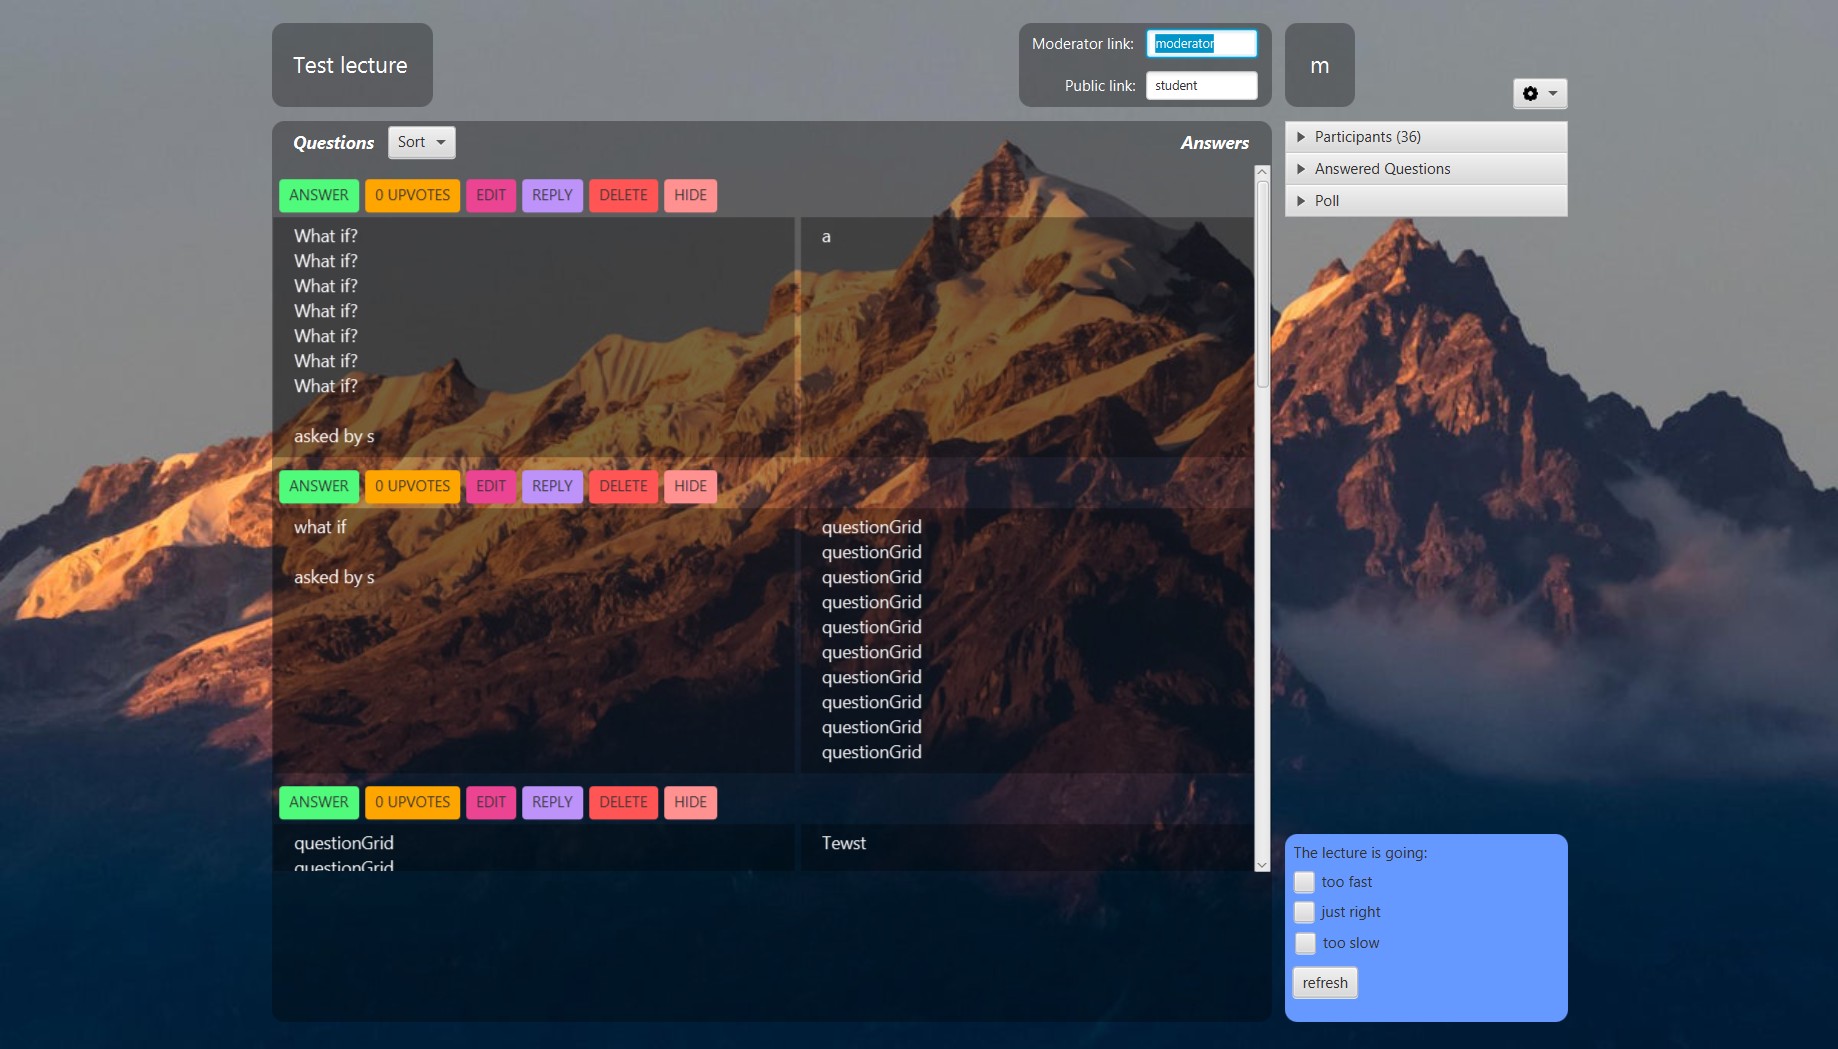 Test lecture
Moderator link: moderator
Public link: student
m
Questions Sort Answers
ANSWER 0 UPVOTES EDIT REPLY DELETE HIDE
What if?
What if?
What if?
What if?
What if?
What if?
What if?
asked by s
a
ANSWER 0 UPVOTES EDIT REPLY DELETE HIDE
what if
asked by s
questionGrid
questionGrid
questionGrid
questionGrid
questionGrid
questionGrid
questionGrid
questionGrid
questionGrid
questionGrid
ANSWER 0 UPVOTES EDIT REPLY DELETE HIDE
questionGrid
questionGrid
Tewst
Participants (36)
Answered Questions
Poll
The lecture is going:
too fast
just right
too slow
refresh